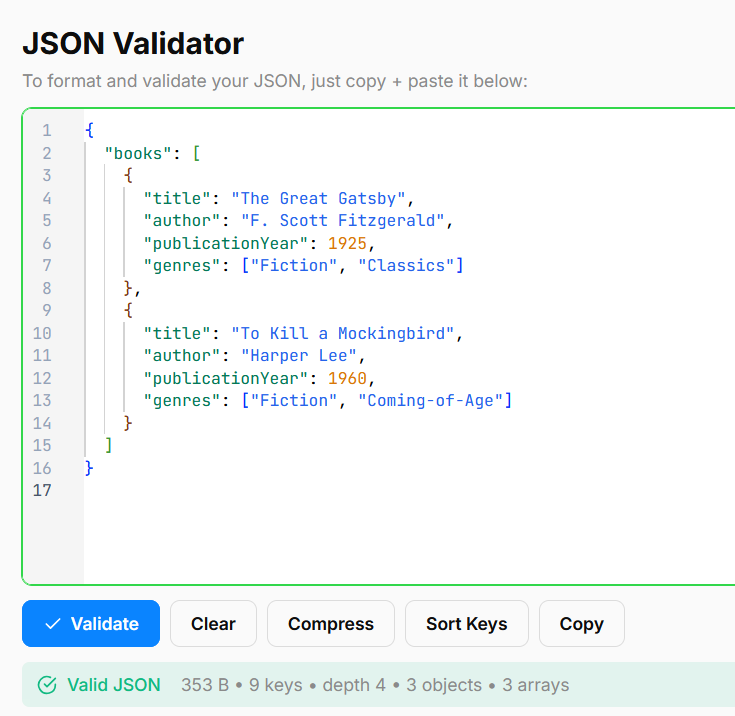 JSON Validator
To format and validate your JSON, just copy + paste it below:
1 {
2   "books": [
3     {
4       "title": "The Great Gatsby",
5       "author": "F. Scott Fitzgerald",
6       "publicationYear": 1925,
7       "genres": ["Fiction", "Classics"]
8     },
9     {
10       "title": "To Kill a Mockingbird",
11       "author": "Harper Lee",
12       "publicationYear": 1960,
13       "genres": ["Fiction", "Coming-of-Age"]
14     }
15   ]
16 }
17
Validate Clear Compress Sort Keys Copy
Valid JSON 353 B • 9 keys • depth 4 • 3 objects • 3 arrays